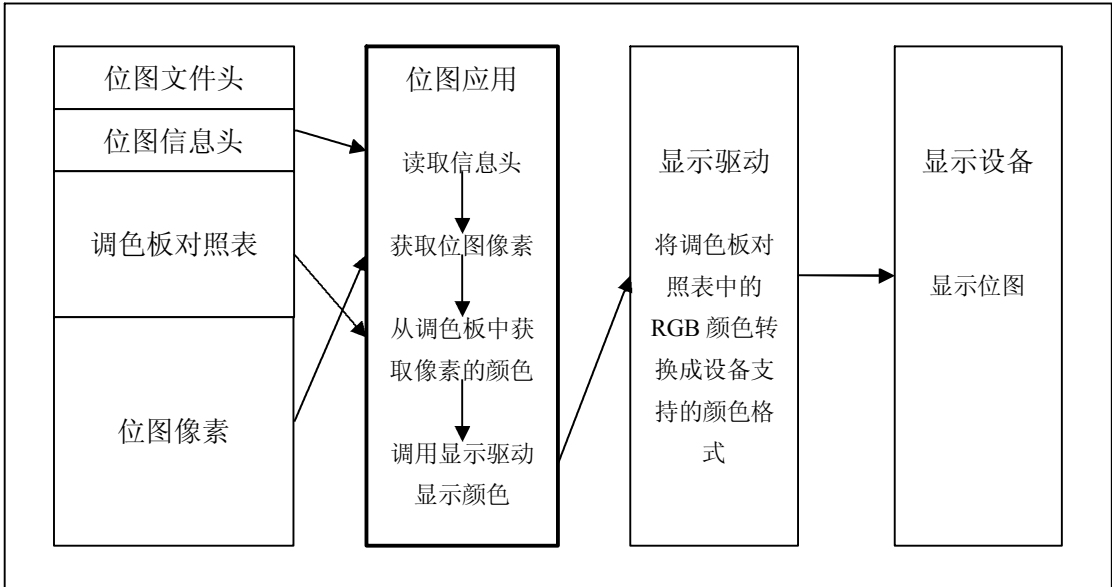 位图文件头
位图信息头
调色板对照表
位图像素
位图应用
读取信息头
获取位图像素
从调色板中获
取像素的颜色
调用显示驱动
显示颜色
显示驱动
将调色板对
照表中的
RGB 颜色转
换成设备支
持的颜色格
式
显示设备
显示位图